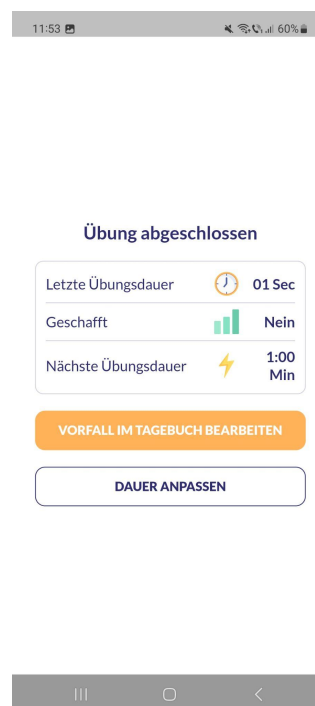 11:53 60%
Übung abgeschlossen
Letzte Übungsdauer 01 Sec
Geschafft Nein
Nächste Übungsdauer 1:00
Min
VORFALL IM TAGEBUCH BEARBEITEN
DAUER ANPASSEN